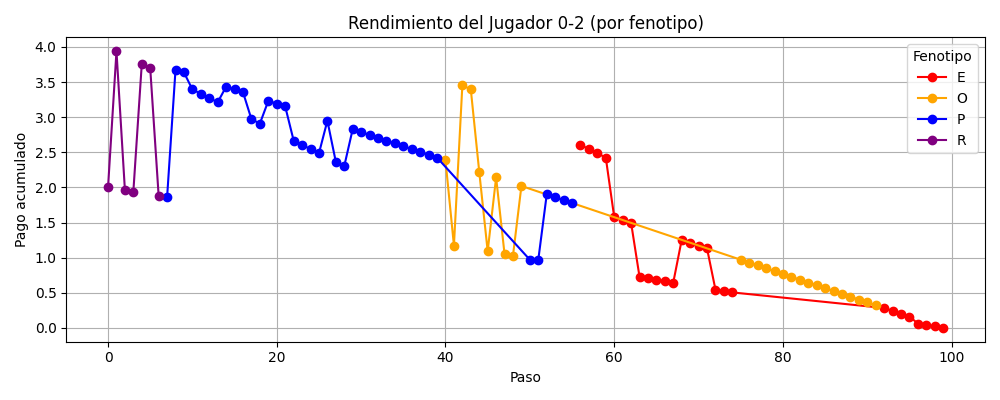 Rendimiento del Jugador 0-2 (por fenotipo)
Pago acumulado
4.0
3.5
3.0
2.5
2.0
1.5
1.0
0.5
0.0
Fenotipo
E
O
P
R
0 20 40 60 80 100
Paso